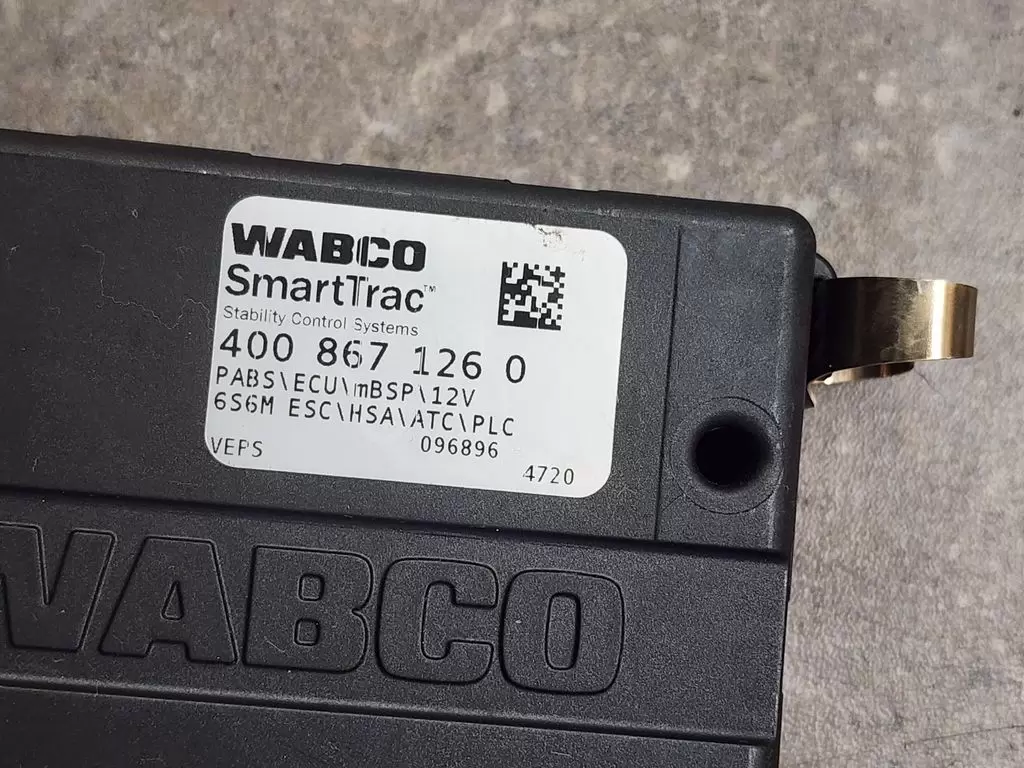 WABCO
SmartTrac™
Stability Control Systems
400 867 126 0
PABS\ECU\mBSP\12V
6S6M ESC\HSA\ATC\PLC
VEPS 096896
4720
WABCO